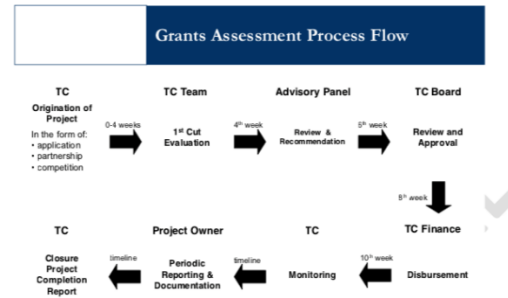 Grants Assessment Process Flow
TC
TC Team
Advisory Panel
TC Board
Origination of
Project
In the form of:
• application
• partnership
• competition
0-4 weeks
1st Cut
Evaluation
4th week
Review &
Recommendation
5th week
Review and
Approval
8th week
TC
Project Owner
TC
TC Finance
Closure
Project
Completion
Report
timeline
Periodic
Reporting &
Documentation
timeline
Monitoring
10th week
Disbursement